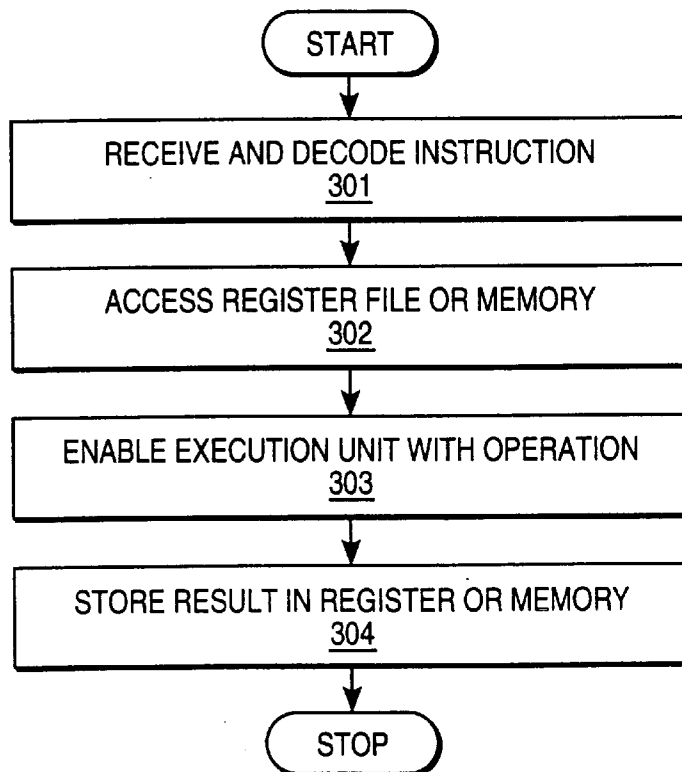 START
RECEIVE AND DECODE INSTRUCTION
301
ACCESS REGISTER FILE OR MEMORY
302
ENABLE EXECUTION UNIT WITH OPERATION
303
STORE RESULT IN REGISTER OR MEMORY
304
STOP